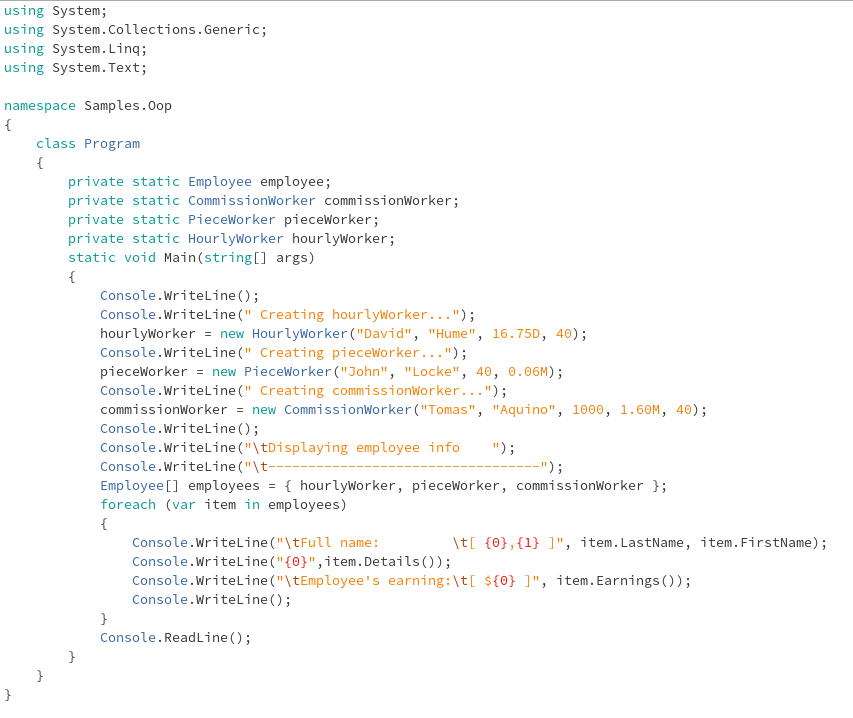 using System;
using System.Collections.Generic;
using System.Linq;
using System.Text;

namespace Samples.Oop
{
    class Program
    {
        private static Employee employee;
        private static CommissionWorker commissionWorker;
        private static PieceWorker pieceWorker;
        private static HourlyWorker hourlyWorker;
        static void Main(string[] args)
        {
            Console.WriteLine();
            Console.WriteLine(" Creating hourlyWorker...");
            hourlyWorker = new HourlyWorker("David", "Hume", 16.75D, 40);
            Console.WriteLine(" Creating pieceWorker...");
            pieceWorker = new PieceWorker("John", "Locke", 40, 0.06M);
            Console.WriteLine(" Creating commissionWorker...");
            commissionWorker = new CommissionWorker("Tomas", "Aquino", 1000, 1.60M, 40);
            Console.WriteLine();
            Console.WriteLine("\tDisplaying employee info    ");
            Console.WriteLine("\t----------------------------------");
            Employee[] employees = { hourlyWorker, pieceWorker, commissionWorker };
            foreach (var item in employees)
            {
                Console.WriteLine("\tFull name:         \t[ {0},{1} ]", item.LastName, item.FirstName);
                Console.WriteLine("{0}",item.Details());
                Console.WriteLine("\tEmployee's earning:\t[ ${0} ]", item.Earnings());
                Console.WriteLine();
            }
            Console.ReadLine();
        }
    }
}